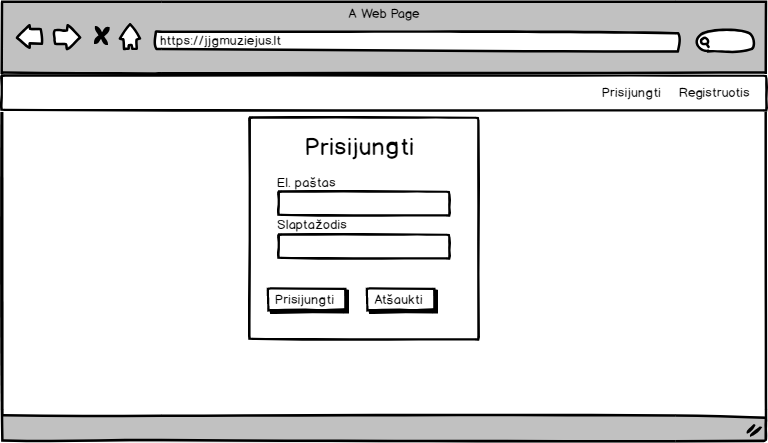 A Web Page
https://jjgmuziejus.lt
Prisijungti Registruotis
Prisijungti
El. paštas
Slaptažodis
Prisijungti Atšaukti